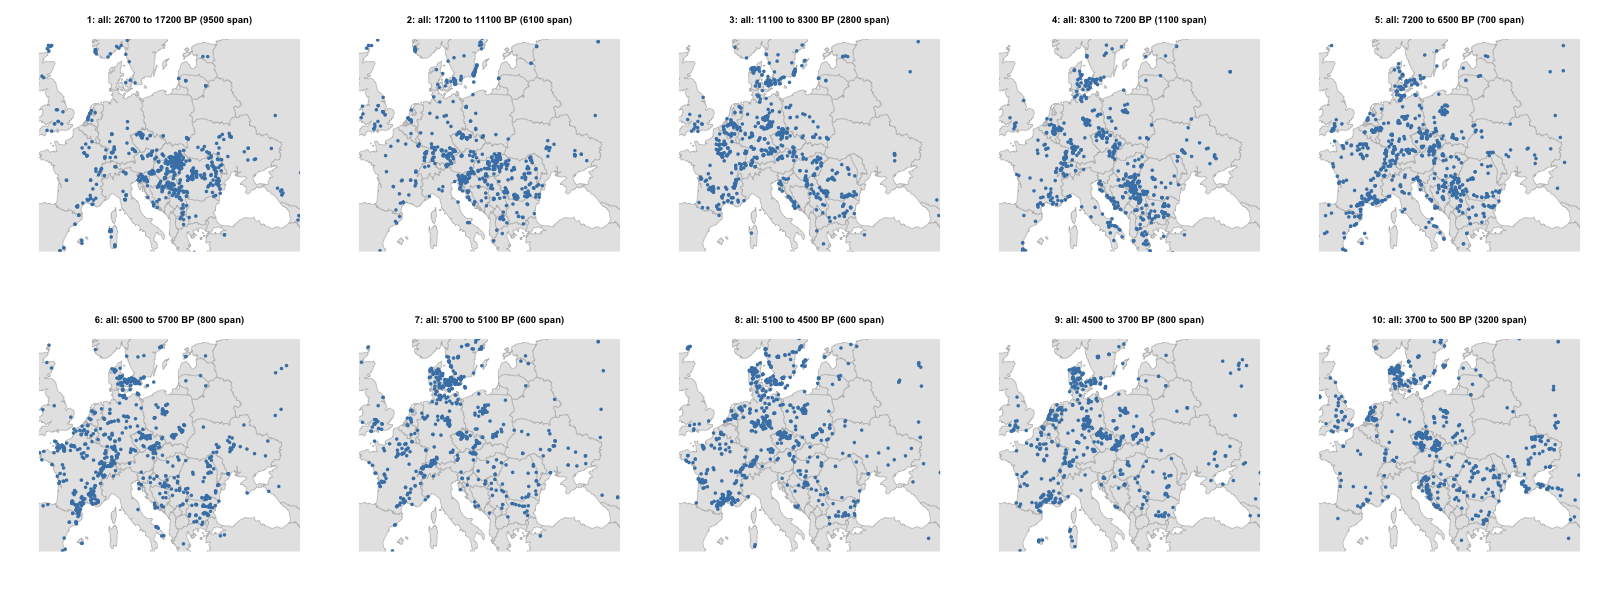 1: all: 26700 to 17200 BP (9500 span)
2: all: 17200 to 11100 BP (6100 span)
3: all: 11100 to 8300 BP (2800 span)
4: all: 8300 to 7200 BP (1100 span)
5: all: 7200 to 6500 BP (700 span)
6: all: 6500 to 5700 BP (800 span)
7: all: 5700 to 5100 BP (600 span)
8: all: 5100 to 4500 BP (600 span)
9: all: 4500 to 3700 BP (800 span)
10: all: 3700 to 500 BP (3200 span)